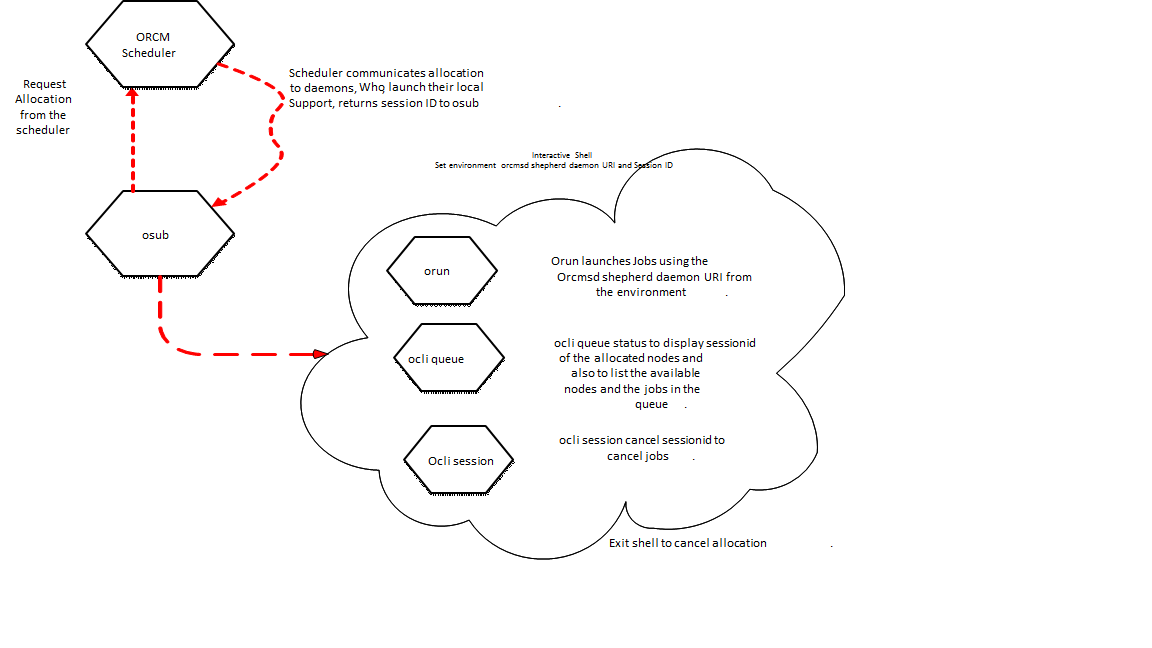 ORCM
Scheduler
Request
Allocation
from the
scheduler
Scheduler communicates allocation
to daemons, Who launch their local
Support, returns session ID to osub .
osub
Interactive Shell
Set environment orcmsd shepherd daemon URI and Session ID
orun
Orun launches Jobs using the
Orcmsd shepherd daemon URI from
the environment .
ocli queue
ocli queue status to display sessionid
of the allocated nodes and
also to list the available
nodes and the jobs in the
queue .
Ocli session
ocli session cancel sessionid to
cancel jobs .
Exit shell to cancel allocation .